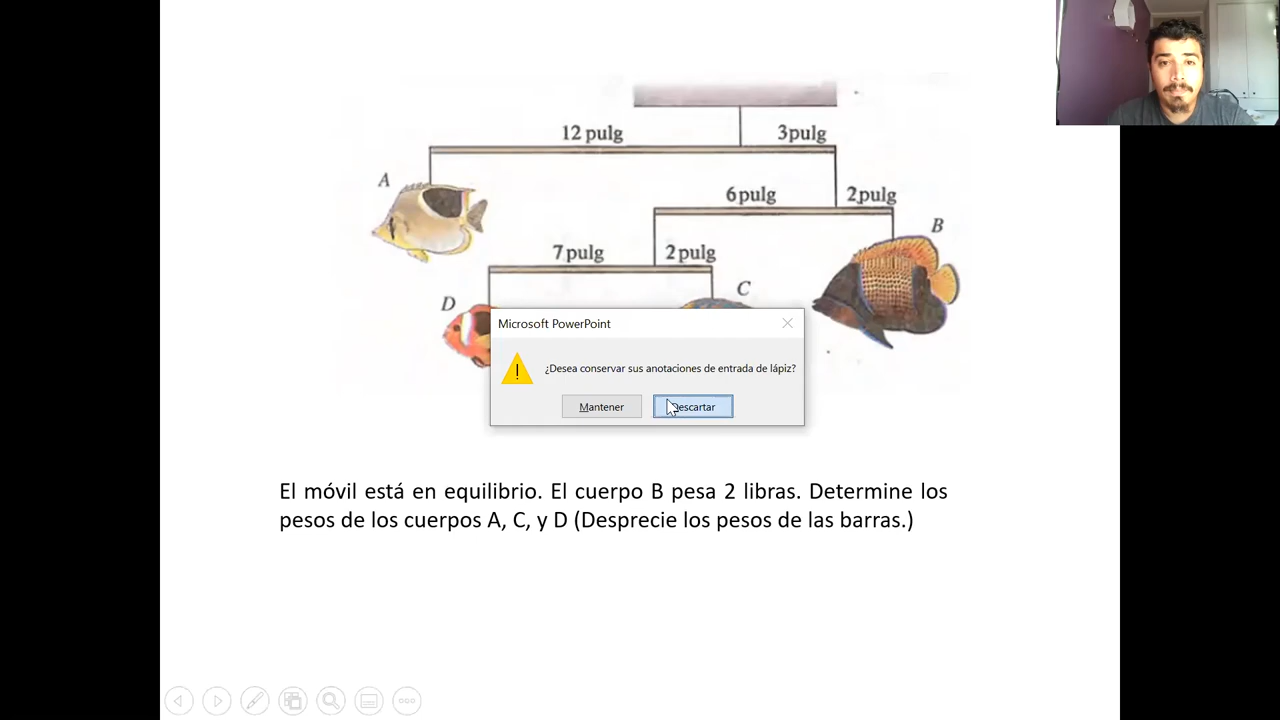 12 pulg
3pulg
A
6pulg
2pulg
B
7pulg
2pulg
D
C
Microsoft PowerPoint
¿Desea conservar sus anotaciones de entrada de lápiz?
Mantener
Descartar
El móvil está en equilibrio. El cuerpo B pesa 2 libras. Determine los
pesos de los cuerpos A, C, y D (Desprecie los pesos de las barras.)